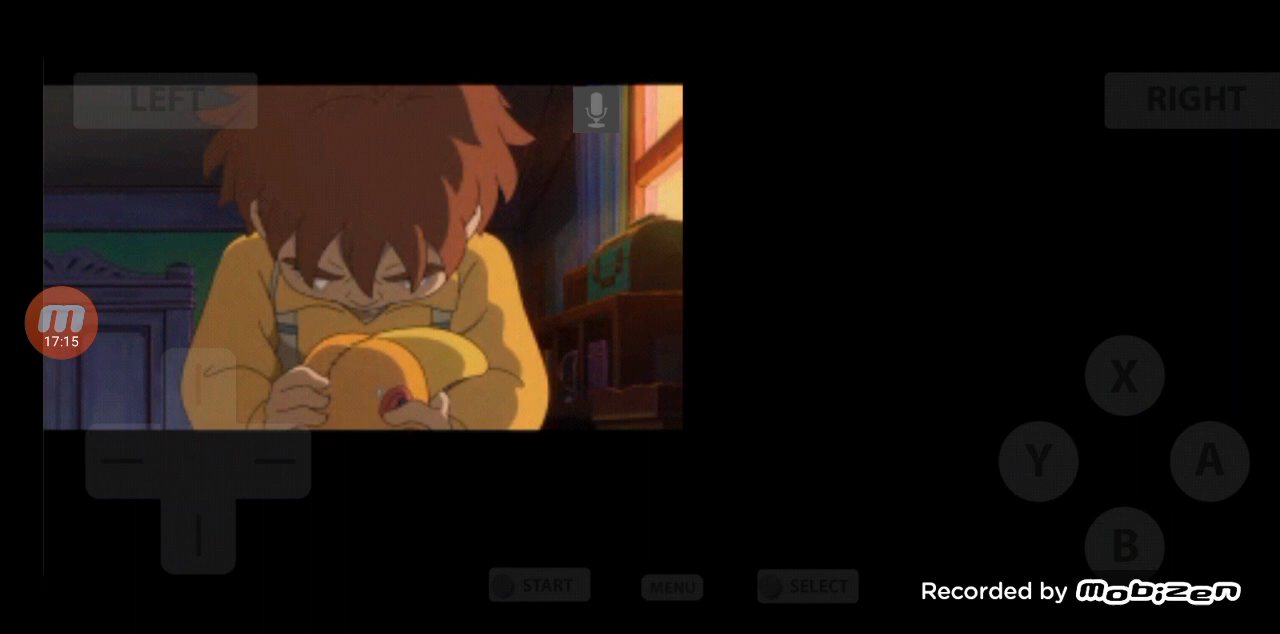 LEFT
RIGHT
m
17:15
X
Y
A
B
START
MENU
SELECT
Recorded by mobizen